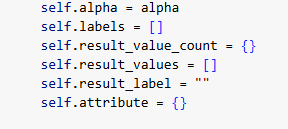 self.alpha = alpha
self.labels = []
self.result_value_count = {}
self.result_values = []
self.result_label = ""
self.attribute = {}